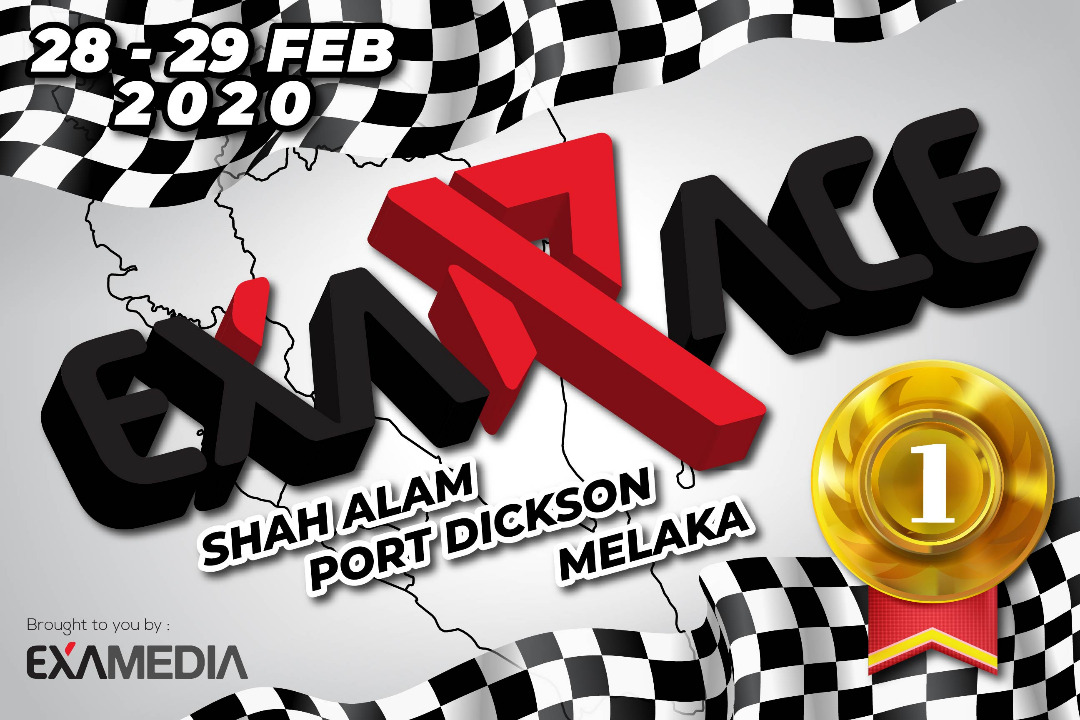 28 - 29 FEB
2020
EXARACE
SHAH ALAM
PORT DICKSON
MELAKA
1
Brought to you by :
EXAMEDIA